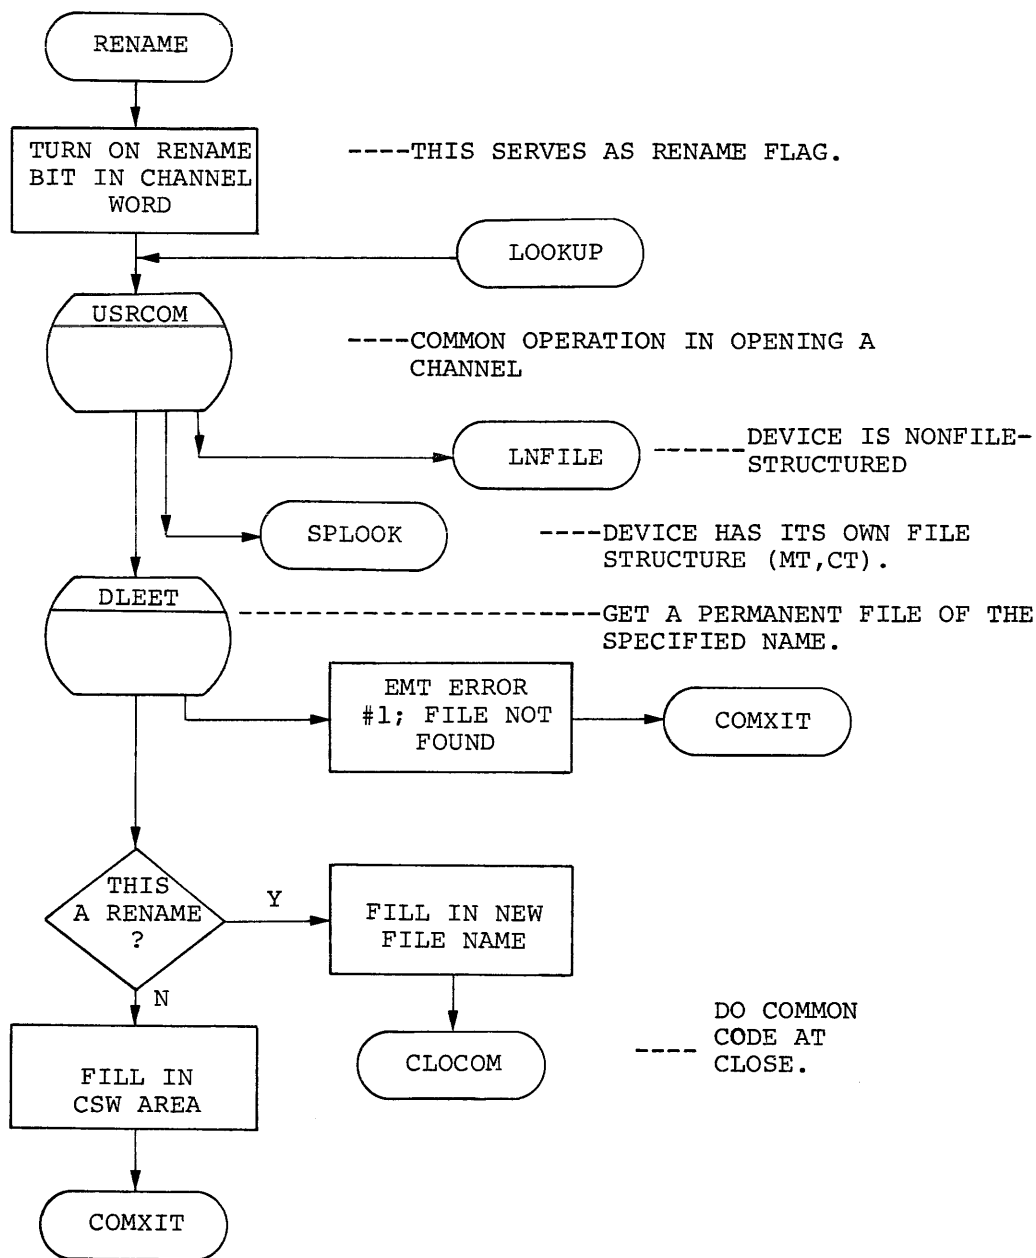 RENAME
TURN ON RENAME
BIT IN CHANNEL
WORD
----THIS SERVES AS RENAME FLAG.
LOOKUP
USRCOM
----COMMON OPERATION IN OPENING A
CHANNEL
LNFILE
------DEVICE IS NONFILE-
STRUCTURED
SPLOOK
----DEVICE HAS ITS OWN FILE
STRUCTURE (MT,CT).
DLEET
-----------------------GET A PERMANENT FILE OF THE
SPECIFIED NAME.
EMT ERROR
#1; FILE NOT
FOUND
COMXIT
THIS
A RENAME
?
Y
FILL IN NEW
FILE NAME
N
DO COMMON
---- CODE AT
CLOSE.
CLOCOM
FILL IN
CSW AREA
COMXIT